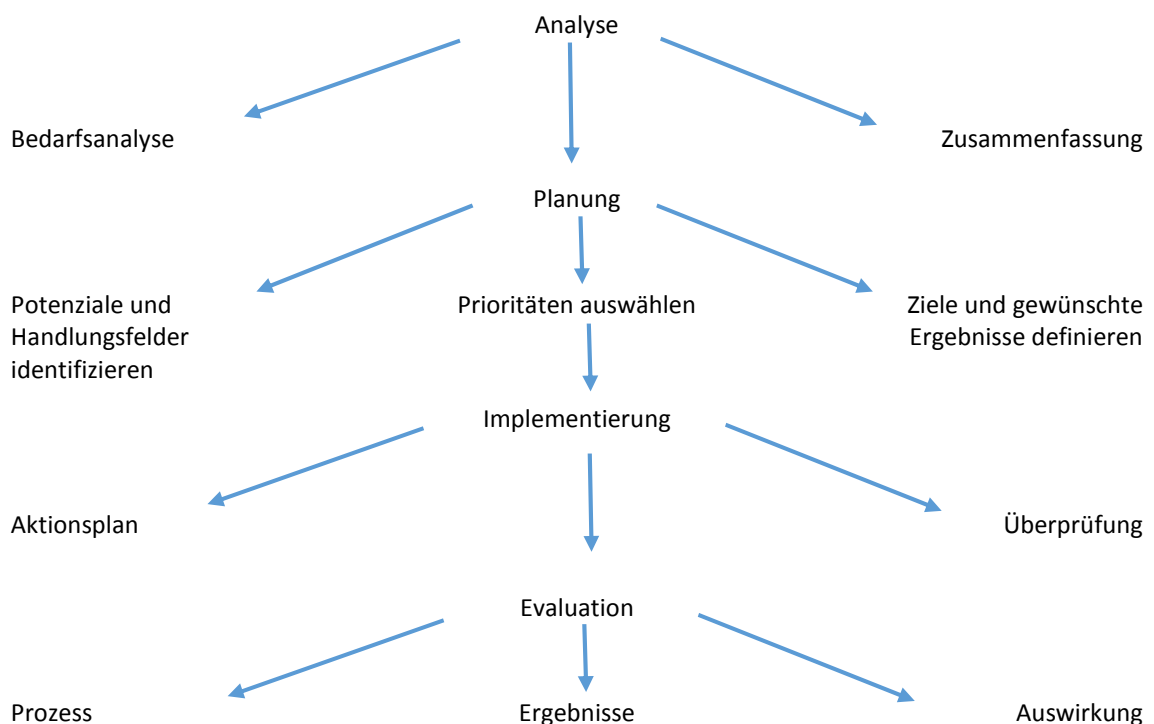 Analyse
Bedarfsanalyse
Zusammenfassung
Planung
Potenziale und
Handlungsfelder
identifizieren
Prioritäten auswählen
Ziele und gewünschte
Ergebnisse definieren
Implementierung
Aktionsplan
Überprüfung
Evaluation
Prozess
Ergebnisse
Auswirkung